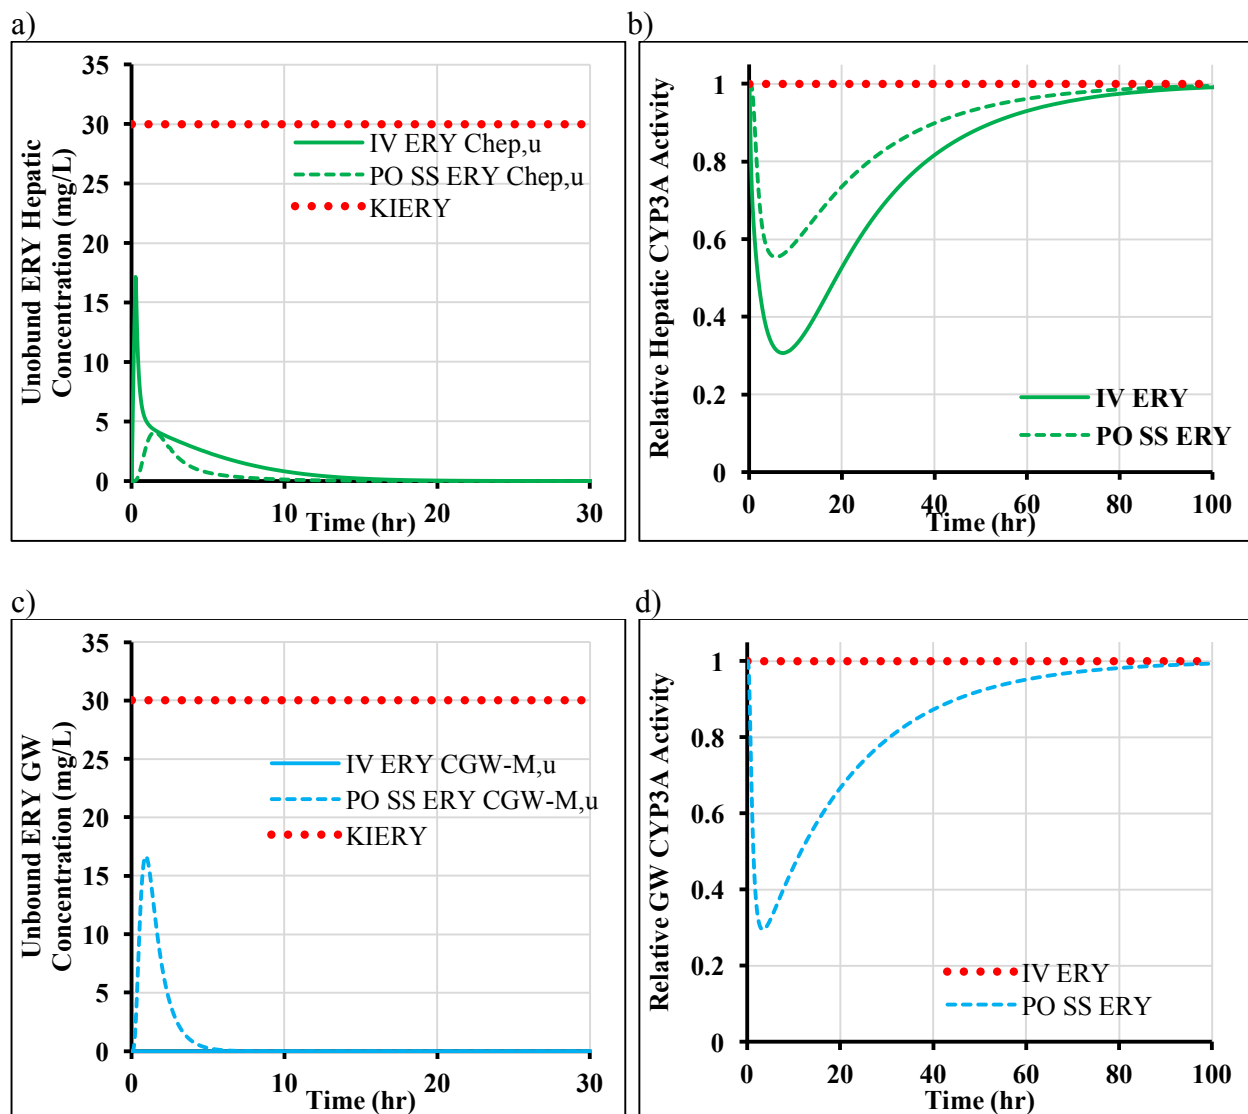 a)
Unobund ERY Hepatic
Concentration (mg/L)
35
30
25
20
15
10
5
0
IV ERY Chep,u
PO SS ERY Chep,u
KIERY
0 10 20 30
Time (hr)
b)
Relative Hepatic CYP3A Activity
1
0.8
0.6
0.4
0.2
0
IV ERY
PO SS ERY
0 20 40 60 80 100
Time (hr)
c)
Unbound ERY GW
Concentration (mg/L)
35
30
25
20
15
10
5
0
IV ERY CGW-M,u
PO SS ERY CGW-M,u
KIERY
0 10 20 30
Time (hr)
d)
Relative GW CYP3A Activity
1
0.8
0.6
0.4
0.2
0
IV ERY
PO SS ERY
0 20 40 60 80 100
Time (hr)